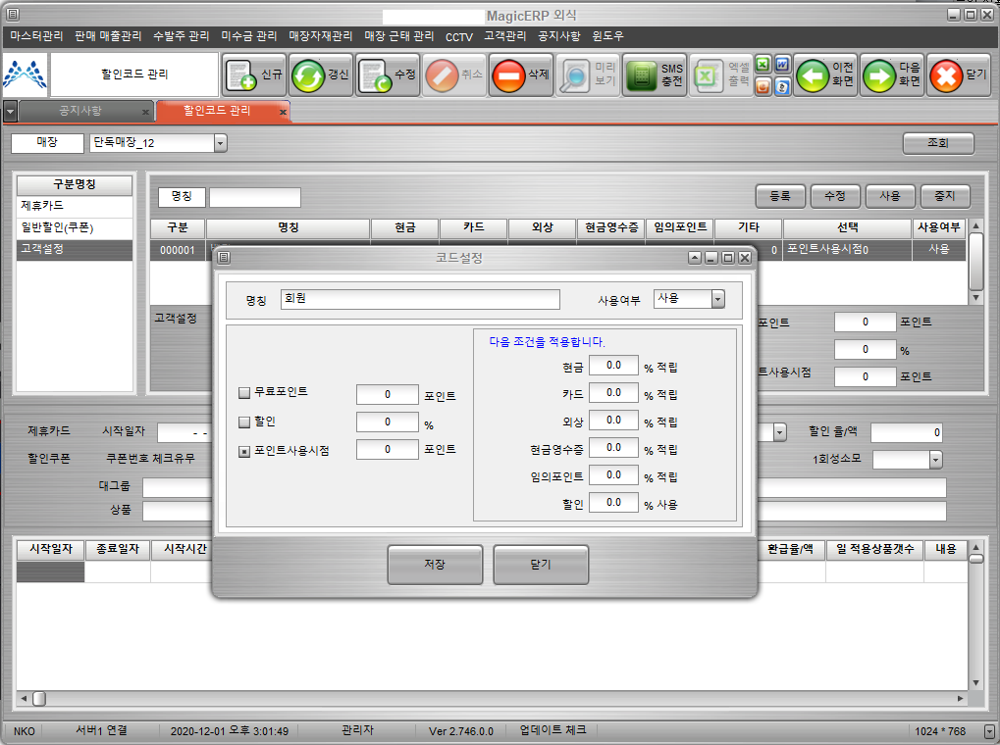 MagicERP 외식
마스터관리 판매 매출관리 수발주 관리 미수금 관리 매장자재관리 매장 근태 관리 CCTV 고객관리 공지사항 윈도우
할인코드 관리 신규 갱신 수정 취소 삭제 미리보기 SMS충전 엑셀출력 이전화면 다음화면 닫기
공지사항 할인코드 관리
매장 단독매장_12 조회
구분명칭
제휴카드
일반할인(쿠폰)
고객설정
명칭 등록 수정 사용 중지
구분 명칭 현금 카드 외상 현금영수증 임의포인트 기타 선택 사용여부
000001 0 포인트사용시점0 사용
고객설정
포인트 0 포인트
0 %
트사용시점 0 포인트
코드설정
명칭 회원 사용여부 사용
무료포인트 0 포인트
할인 0 %
포인트사용시점 0 포인트
다음 조건을 적용합니다.
현금 0.0 % 적립
카드 0.0 % 적립
외상 0.0 % 적립
현금영수증 0.0 % 적립
임의포인트 0.0 % 적립
할인 0.0 % 사용
저장 닫기
제휴카드 시작일자 - - 할인 율/액 0
할인쿠폰 쿠폰번호 체크유무 1회성소모
대그룹
상품
시작일자 종료일자 시작시간 환급율/액 일 적용상품갯수 내용
NKO 서버1 연결 2020-12-01 오후 3:01:49 관리자 Ver 2.746.0.0 업데이트 체크 1024 * 768